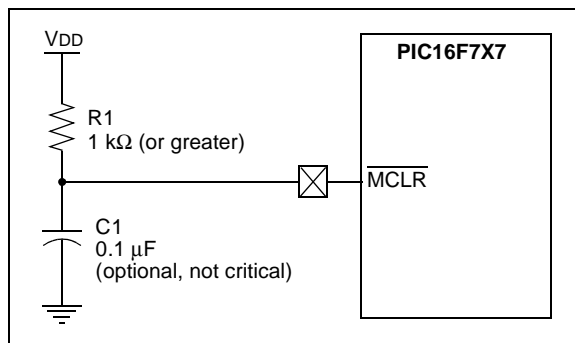 VDD
PIC16F7X7
R1
1 kΩ (or greater)
MCLR
C1
0.1 μF
(optional, not critical)